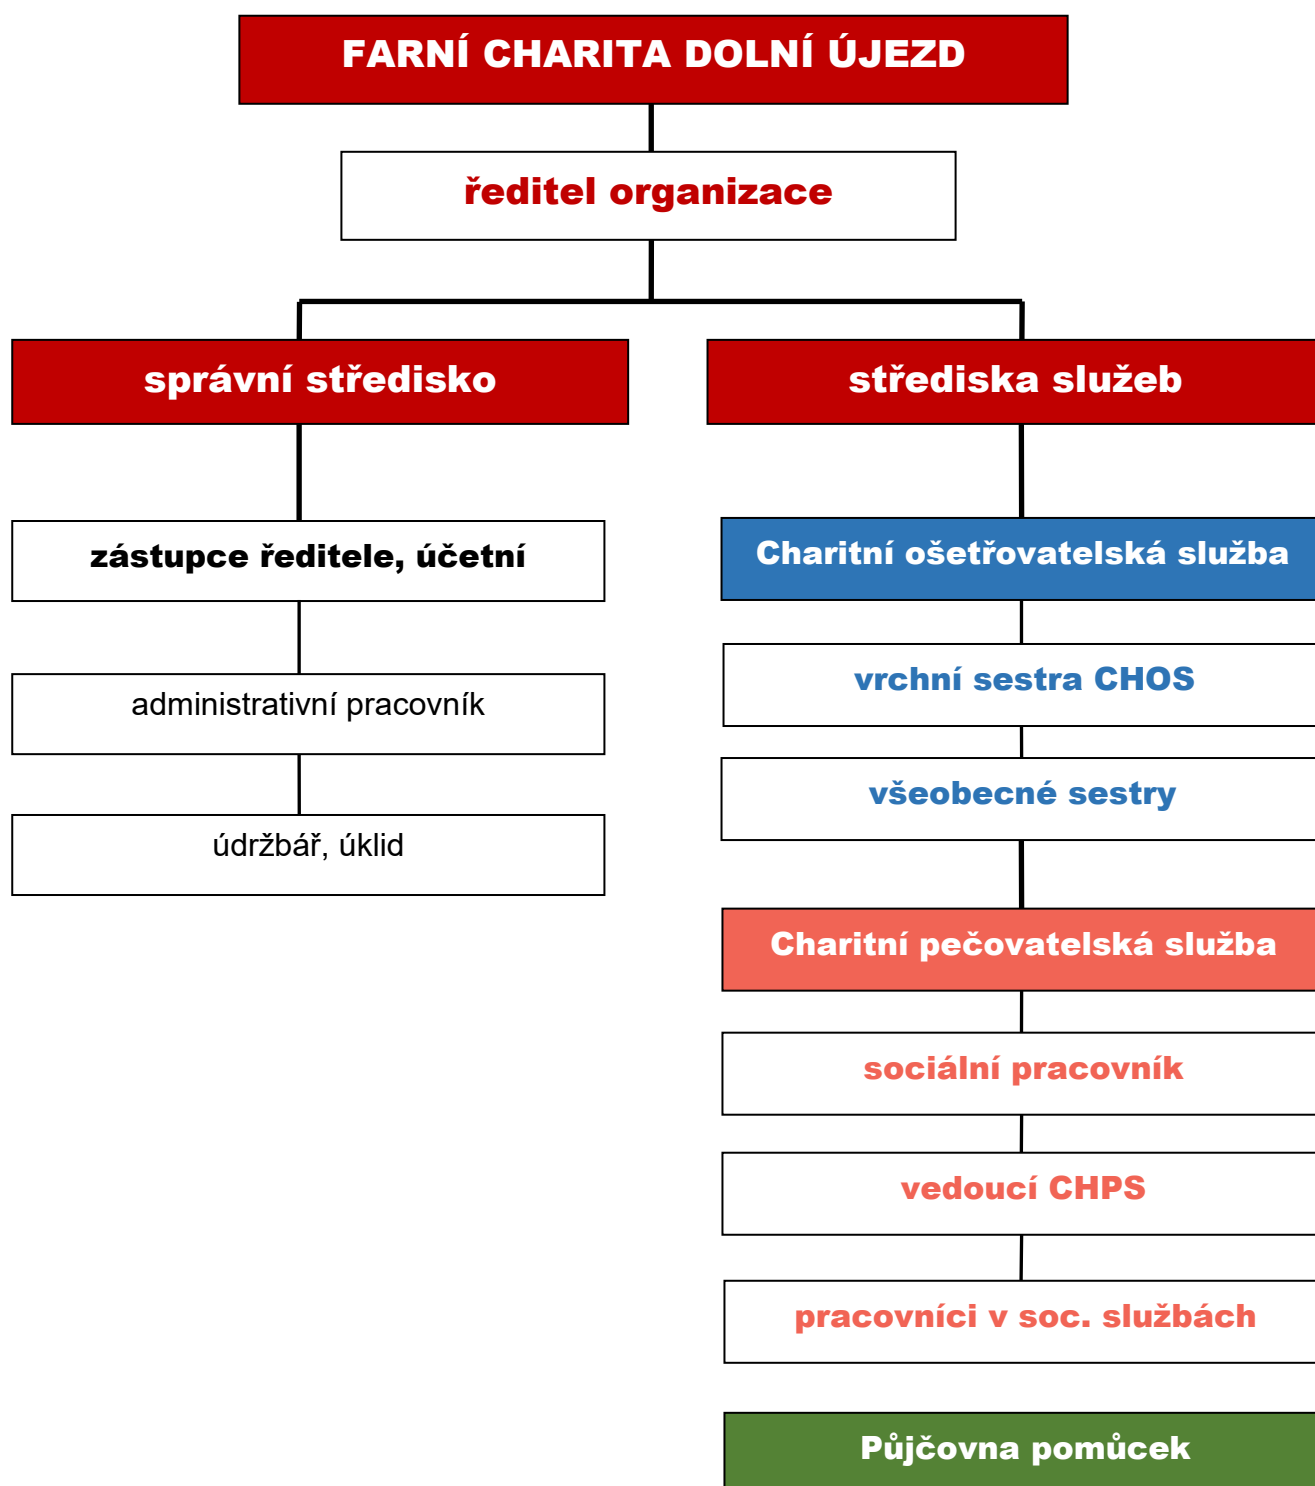 FARNÍ CHARITA DOLNÍ ÚJEZD
ředitel organizace
správní středisko
střediska služeb
zástupce ředitele, účetní
administrativní pracovník
údržbář, úklid
Charitní ošetřovatelská služba
vrchní sestra CHOS
všeobecné sestry
Charitní pečovatelská služba
sociální pracovník
vedoucí CHPS
pracovníci v soc. službách
Půjčovna pomůcek